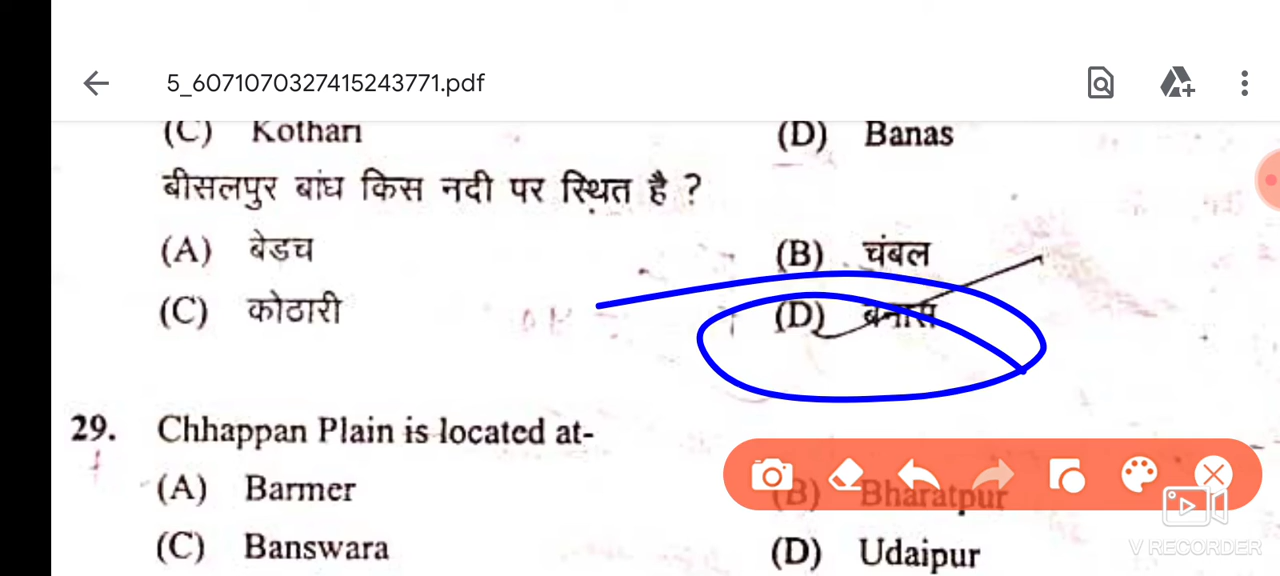 5_6071070327415243771.pdf
(C) Kothari (D) Banas
बीसलपुर बांध किस नदी पर स्थित है ?
(A) बेडच (B) चंबल
(C) कोठारी (D) बनास
29. Chhappan Plain is located at-
(A) Barmer (B) Bharatpur
(C) Banswara (D) Udaipur
V RECORDER